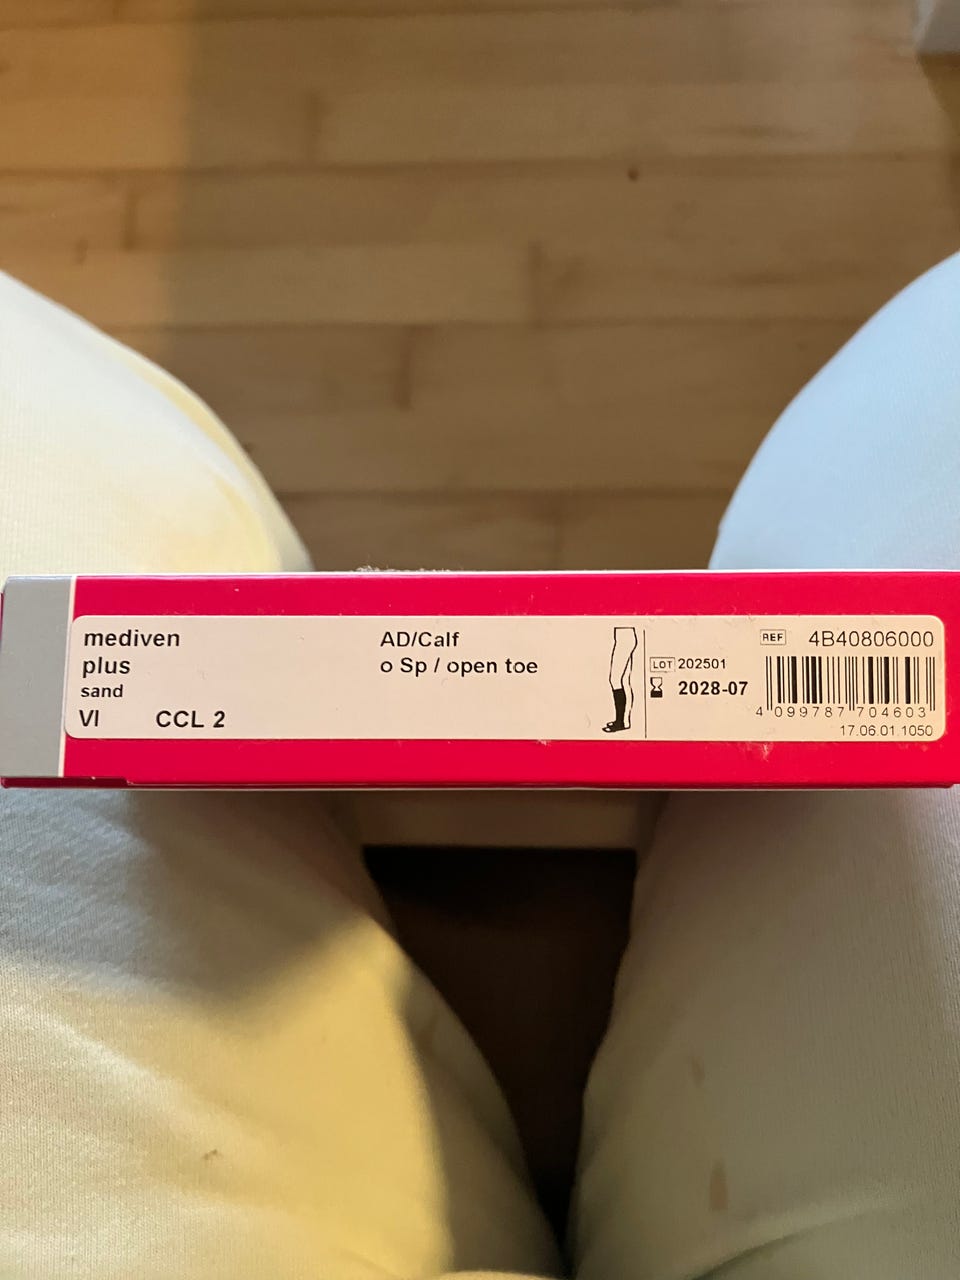 mediven
plus
sand
VI CCL 2
AD/Calf
o Sp / open toe
LOT 202501
2028-07
REF 4B40806000
4 099787 704603
17.06.01.1050